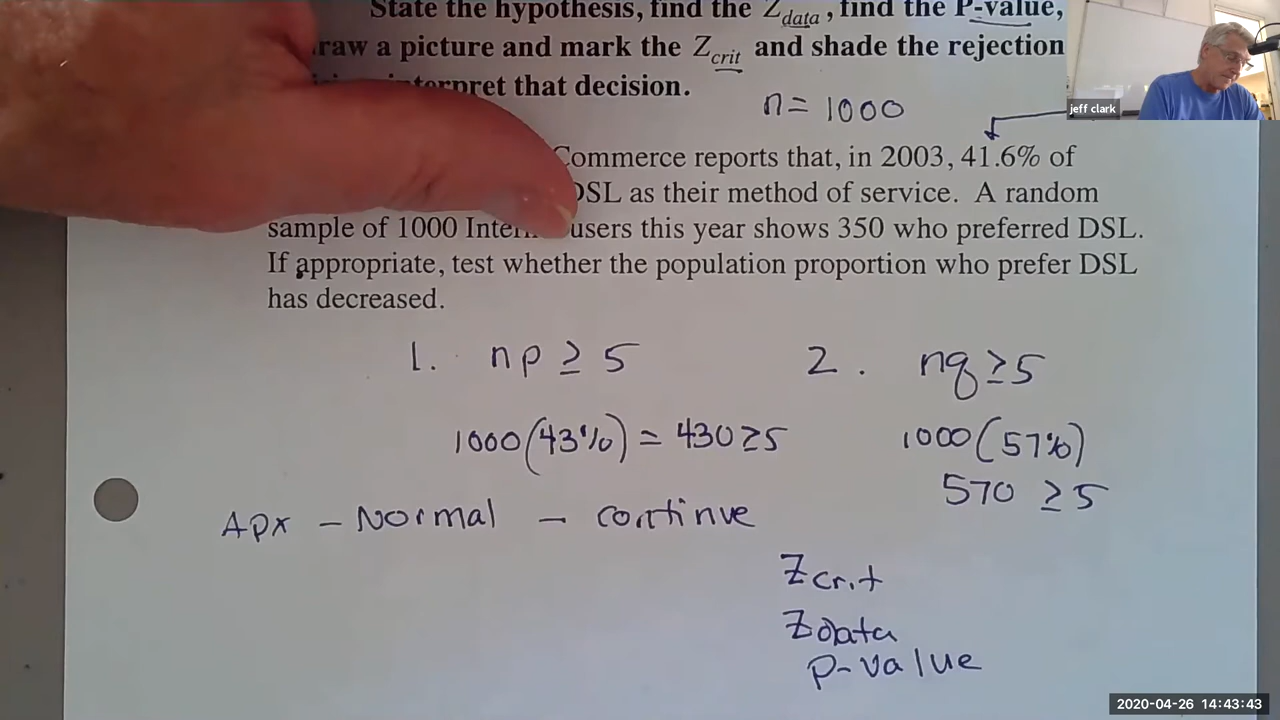 State the hypothesis, find the Zdata, find the P-value,
raw a picture and mark the Zcrit and shade the rejection
interpret that decision.
n = 1000
jeff clark
Commerce reports that, in 2003, 41.6% of
DSL as their method of service. A random
sample of 1000 users this year shows 350 who preferred DSL.
If appropriate, test whether the population proportion who prefer DSL
has decreased.
1. np ≥ 5
2. nq ≥ 5
1000(43%) = 430 ≥ 5
1000(57%)
570 ≥ 5
Apx - Normal - continue
Zcrit
Zdata
p-value
2020-04-26 14:43:43